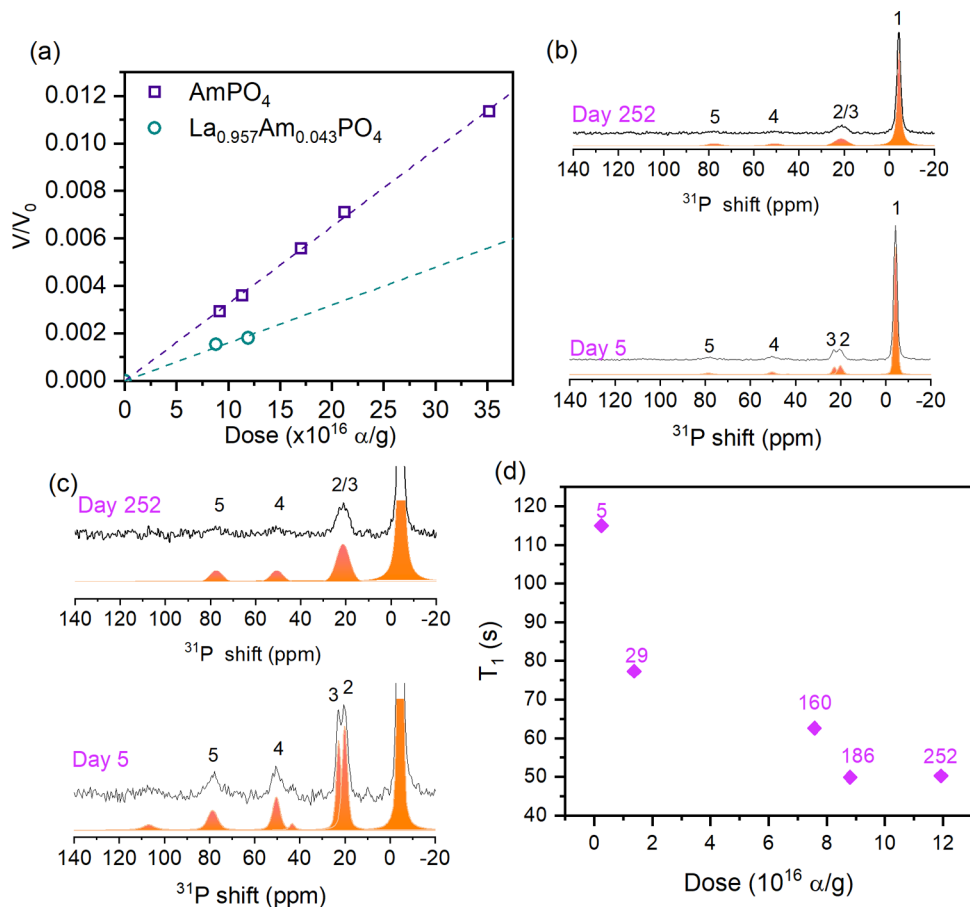 (a)
AmPO₄
La₀.₉₅₇Am₀.₀₄₃PO₄
0.012
0.010
0.008
0.006
0.004
0.002
0.000
V/V₀
0 5 10 15 20 25 30 35
Dose (x10¹⁶ α/g)
(b)
1
Day 252
5 4 2/3
140 120 100 80 60 40 20 0 -20
³¹P shift (ppm)
1
Day 5
5 4 3 2
140 120 100 80 60 40 20 0 -20
³¹P shift (ppm)
(c)
Day 252
5 4 2/3
140 120 100 80 60 40 20 0 -20
³¹P shift (ppm)
Day 5
5 4 3 2
140 120 100 80 60 40 20 0 -20
³¹P shift (ppm)
(d)
120
110
100
90
80
70
60
50
40
T₁ (s)
5
29
160
186
252
0 2 4 6 8 10 12
Dose (10¹⁶ α/g)